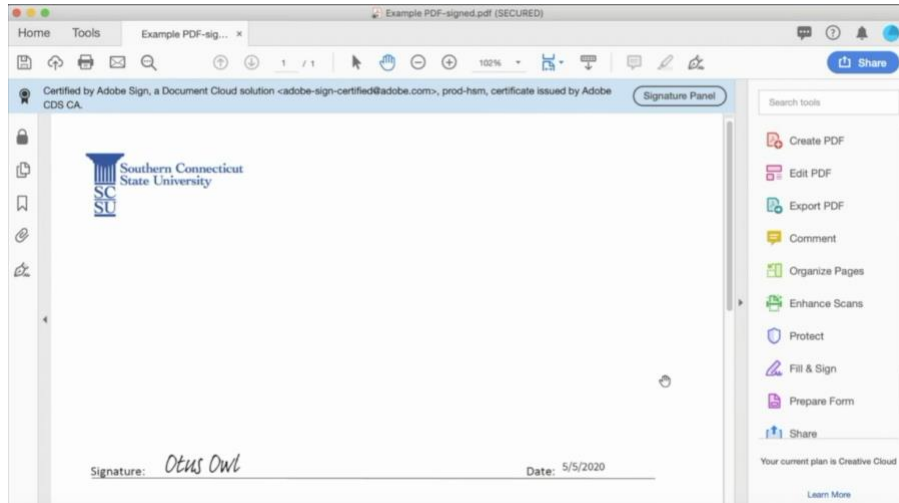 Example PDF-signed.pdf (SECURED)
Home Tools Example PDF-sig... ×
1 / 1 102% Share
Certified by Adobe Sign, a Document Cloud solution <adobe-sign-certified@adobe.com>, prod-hsm, certificate issued by Adobe
CDS CA.
Signature Panel
Search tools
Southern Connecticut
State University
SC
SU
Create PDF
Edit PDF
Export PDF
Comment
Organize Pages
Enhance Scans
Protect
Fill & Sign
Prepare Form
Share
Signature: Otus Owl Date: 5/5/2020
Your current plan is Creative Cloud
Learn More